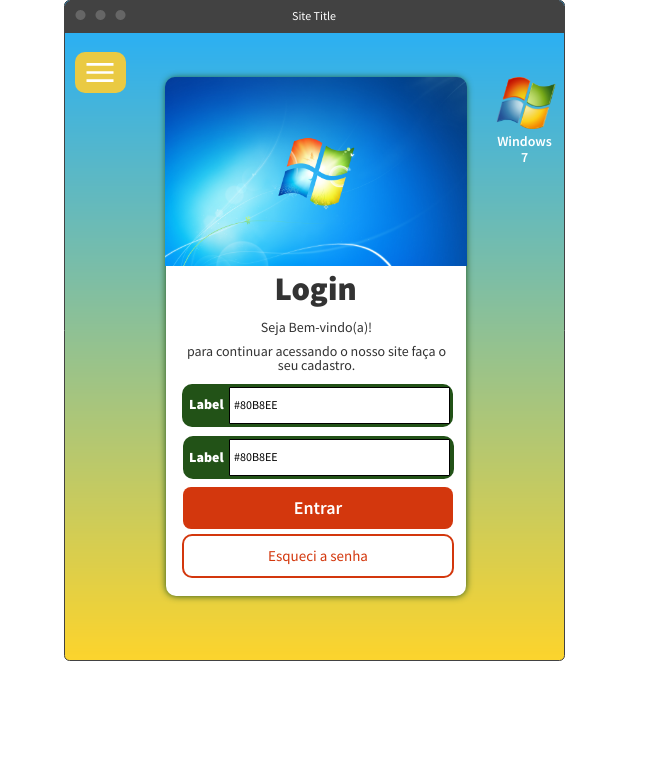 Site Title
Windows
7
Login
Seja Bem-vindo(a)!
para continuar acessando o nosso site faça o
seu cadastro.
Label
#80B8EE
Label
#80B8EE
Entrar
Esqueci a senha